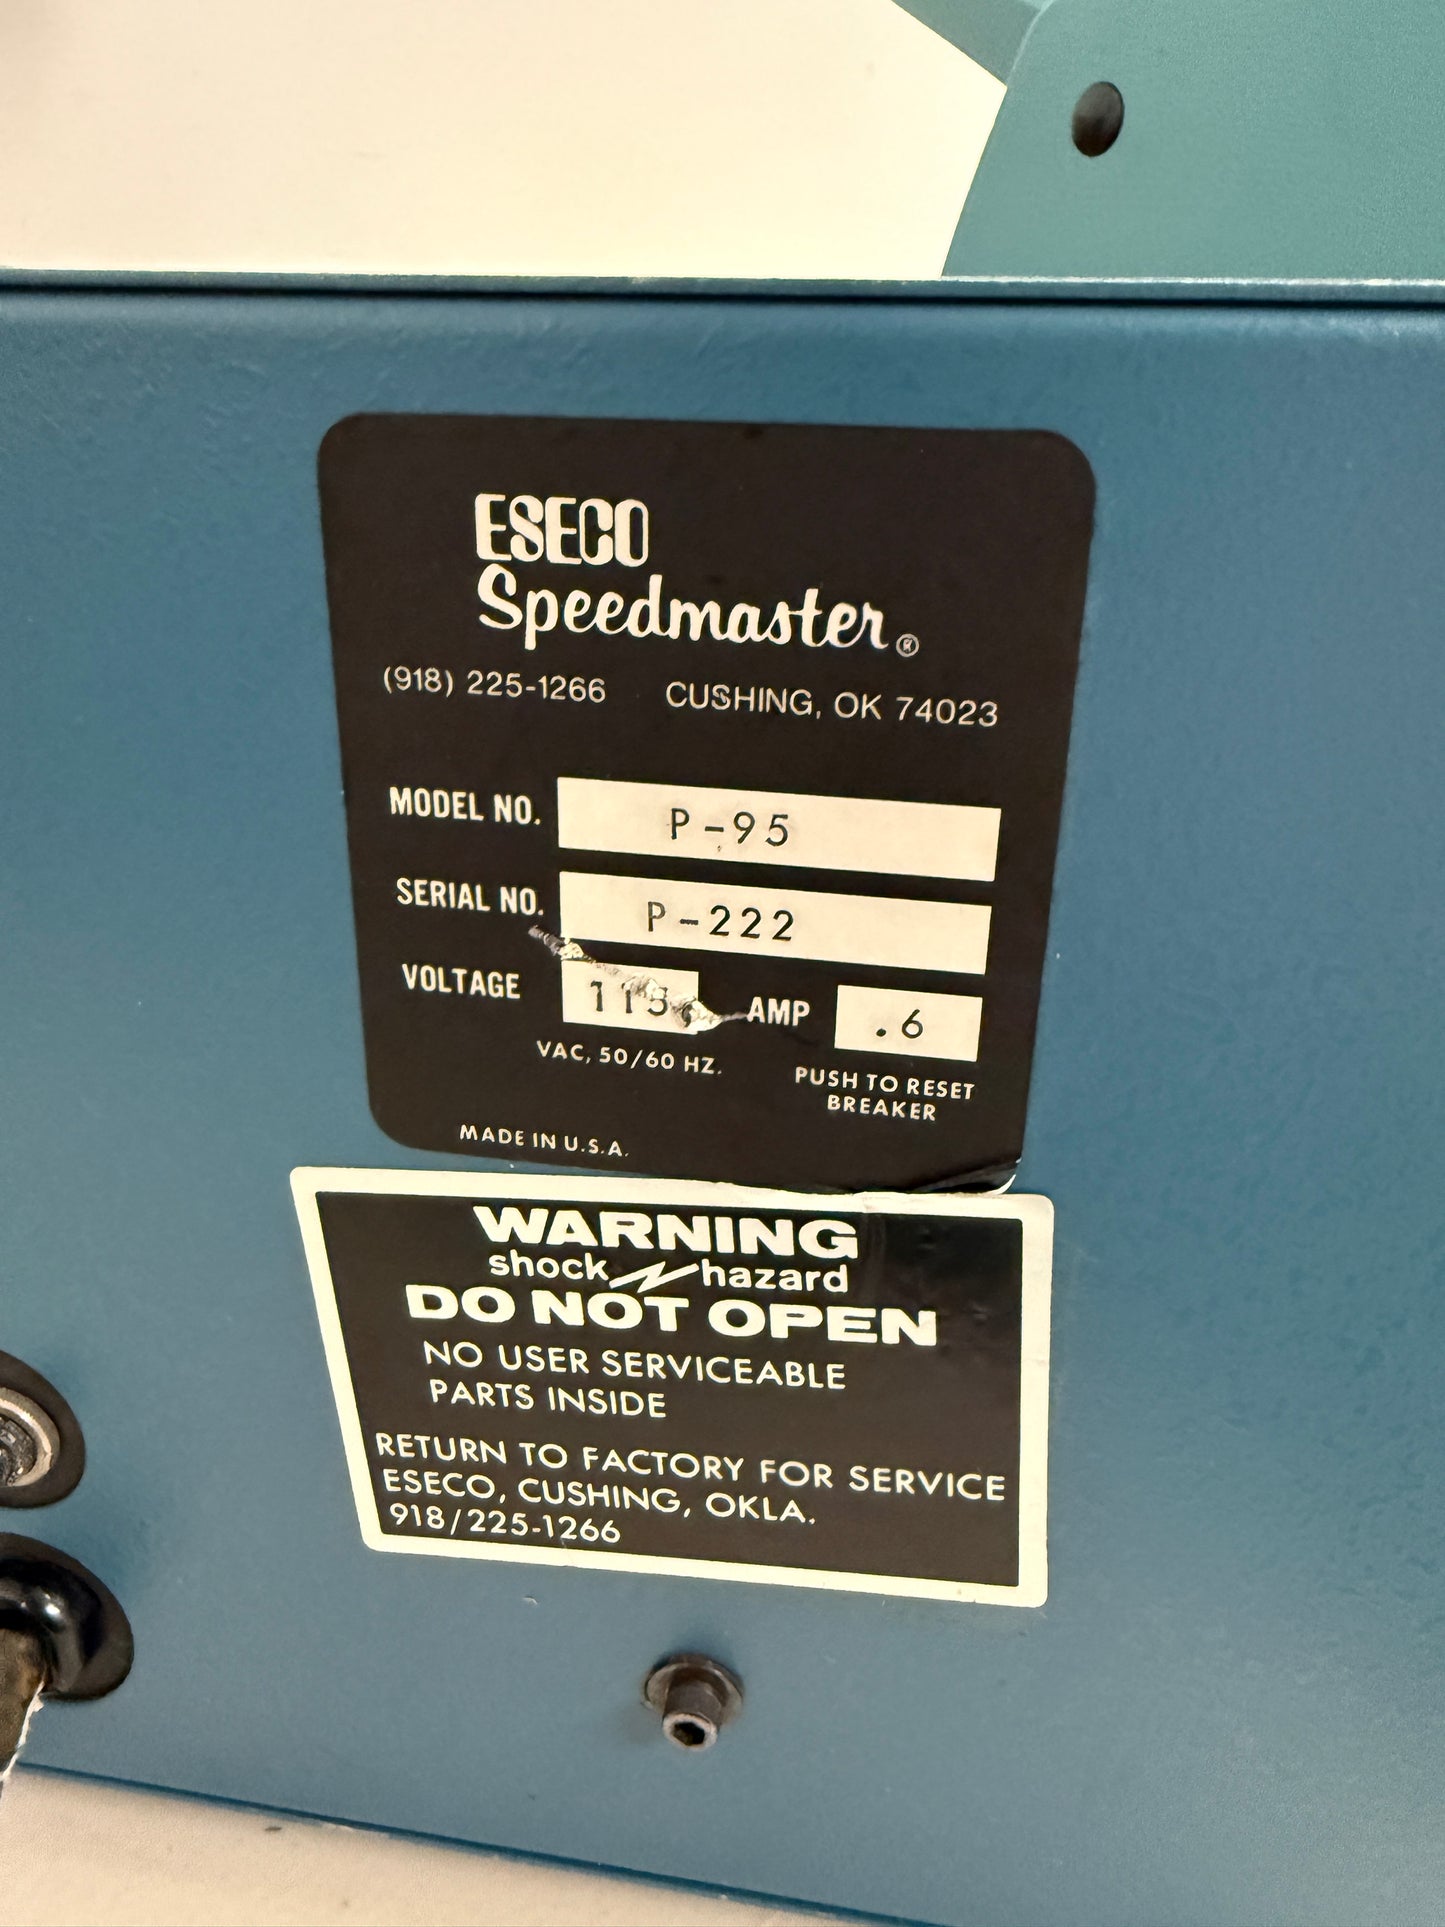 ESECO
Speedmaster®
(918) 225-1266 CUSHING, OK 74023
MODEL NO. P-95
SERIAL NO. P-222
VOLTAGE 115 AMP .6
VAC, 50/60 HZ. PUSH TO RESET
BREAKER
MADE IN U.S.A.
WARNING
shock hazard
DO NOT OPEN
NO USER SERVICEABLE
PARTS INSIDE
RETURN TO FACTORY FOR SERVICE
ESECO, CUSHING, OKLA.
918/225-1266